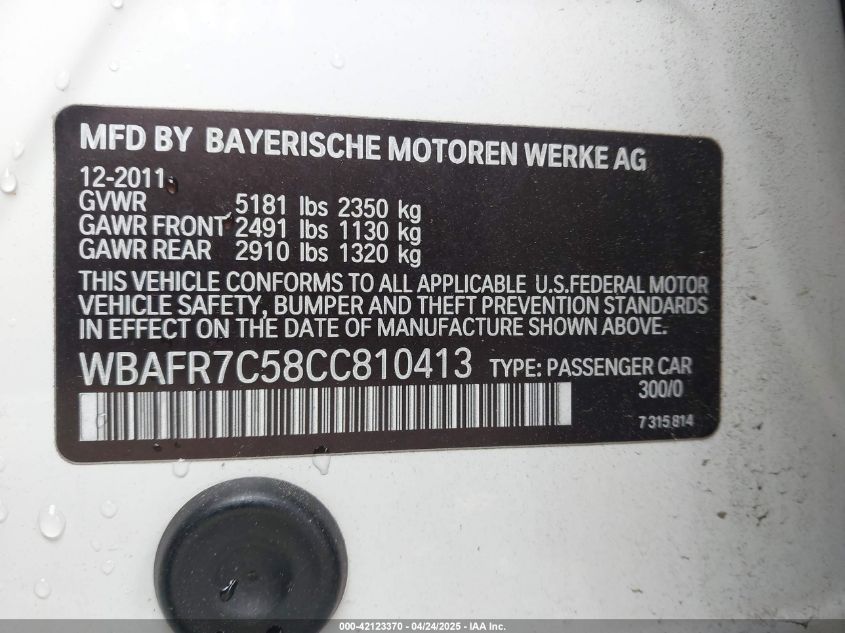 MFD BY BAYERISCHE MOTOREN WERKE AG
12-2011
GVWR 5181 lbs 2350 kg
GAWR FRONT 2491 lbs 1130 kg
GAWR REAR 2910 lbs 1320 kg
THIS VEHICLE CONFORMS TO ALL APPLICABLE U.S.FEDERAL MOTOR
VEHICLE SAFETY, BUMPER AND THEFT PREVENTION STANDARDS
IN EFFECT ON THE DATE OF MANUFACTURE SHOWN ABOVE.
WBAFR7C58CC810413 TYPE: PASSENGER CAR
300/0
7 315 814
000-42123370 - 04/24/2025 - IAA Inc.